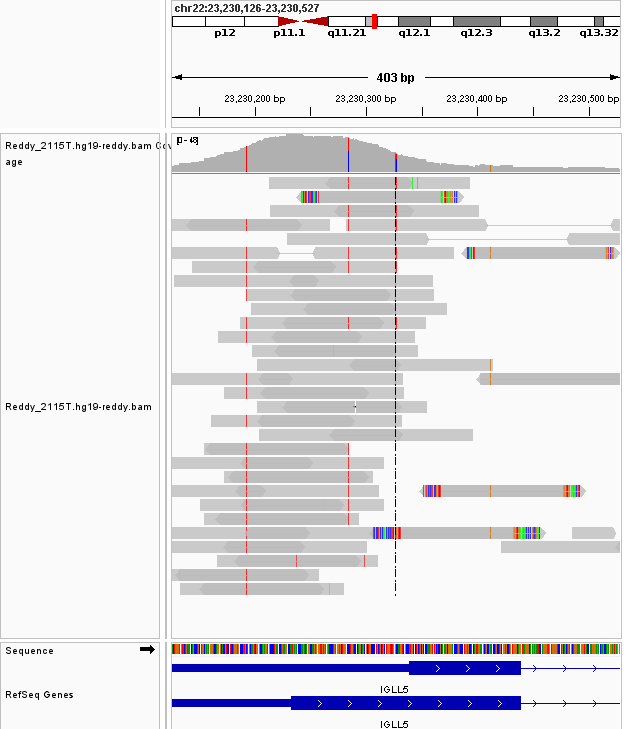 chr22:23,230,126-23,230,527
p12 p11.1 q11.21 q12.1 q12.3 q13.2 q13.32
403 bp
23,230,200 bp 23,230,300 bp 23,230,400 bp 23,230,500 bp
Reddy_2115T.hg19-reddy.bam Cov
age
Reddy_2115T.hg19-reddy.bam
Sequence
IGLL5
RefSeq Genes
IGLL5